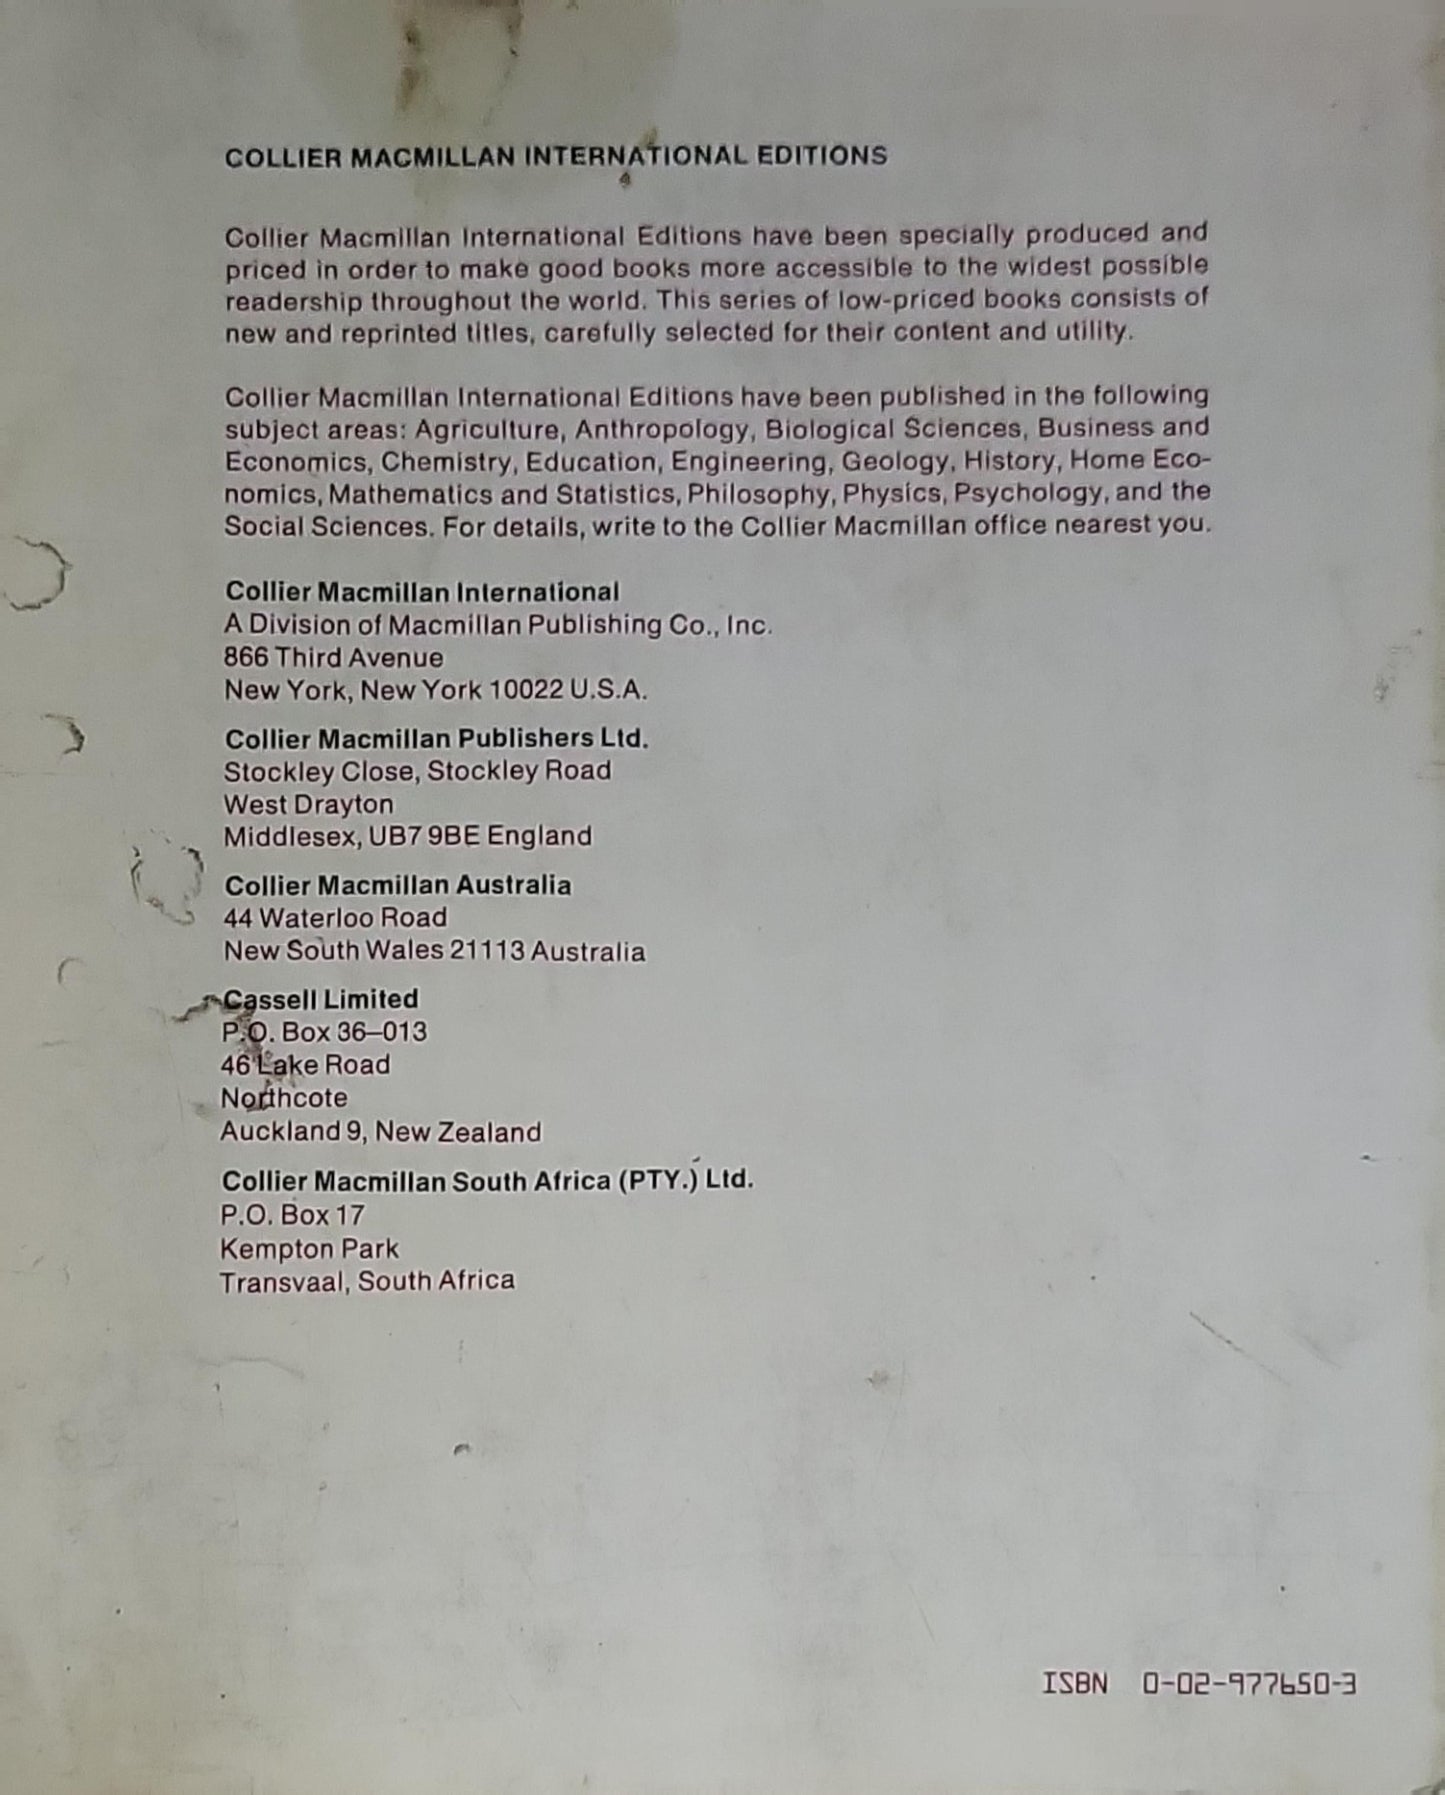 COLLIER MACMILLAN INTERNATIONAL EDITIONS
Collier Macmillan International Editions have been specially produced and
priced in order to make good books more accessible to the widest possible
readership throughout the world. This series of low-priced books consists of
new and reprinted titles, carefully selected for their content and utility.
Collier Macmillan International Editions have been published in the following
subject areas: Agriculture, Anthropology, Biological Sciences, Business and
Economics, Chemistry, Education, Engineering, Geology, History, Home Eco-
nomics, Mathematics and Statistics, Philosophy, Physics, Psychology, and the
Social Sciences. For details, write to the Collier Macmillan office nearest you.
Collier Macmillan International
A Division of Macmillan Publishing Co., Inc.
866 Third Avenue
New York, New York 10022 U.S.A.
Collier Macmillan Publishers Ltd.
Stockley Close, Stockley Road
West Drayton
Middlesex, UB7 9BE England
Collier Macmillan Australia
44 Waterloo Road
New South Wales 21113 Australia
Cassell Limited
P.O. Box 36–013
46 Lake Road
Northcote
Auckland 9, New Zealand
Collier Macmillan South Africa (PTY.) Ltd.
P.O. Box 17
Kempton Park
Transvaal, South Africa
ISBN 0-02-977650-3